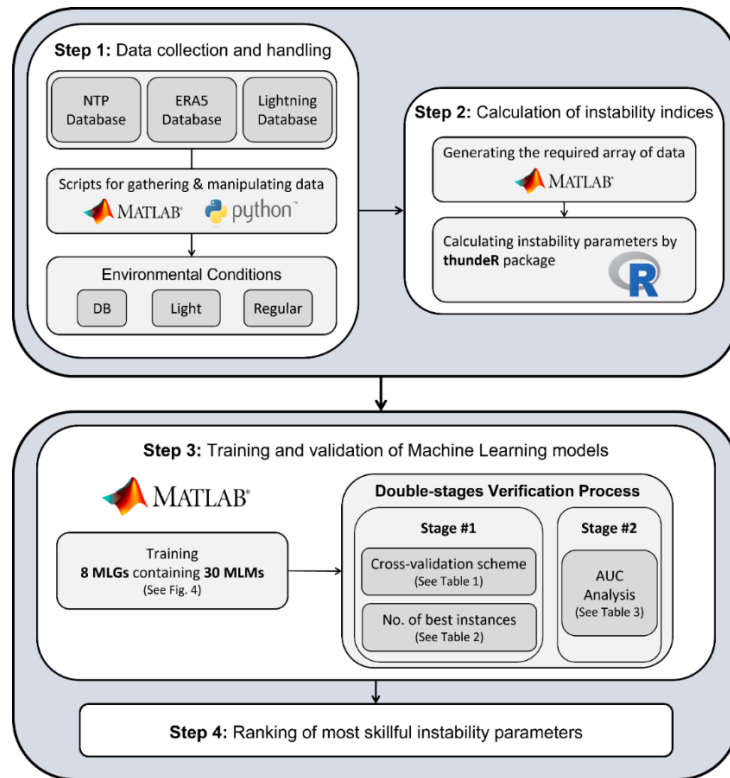 Step 1: Data collection and handling
NTP
Database
ERA5
Database
Lightning
Database
Scripts for gathering & manipulating data
MATLAB®
python™
Environmental Conditions
DB
Light
Regular
Step 2: Calculation of instability indices
Generating the required array of data
MATLAB®
Calculating instability parameters by
thundeR package
R
Step 3: Training and validation of Machine Learning models
MATLAB®
Training
8 MLGs containing 30 MLMs
(See Fig. 4)
Double-stages Verification Process
Stage #1
Cross-validation scheme
(See Table 1)
No. of best instances
(See Table 2)
Stage #2
AUC
Analysis
(See Table 3)
Step 4: Ranking of most skillful instability parameters